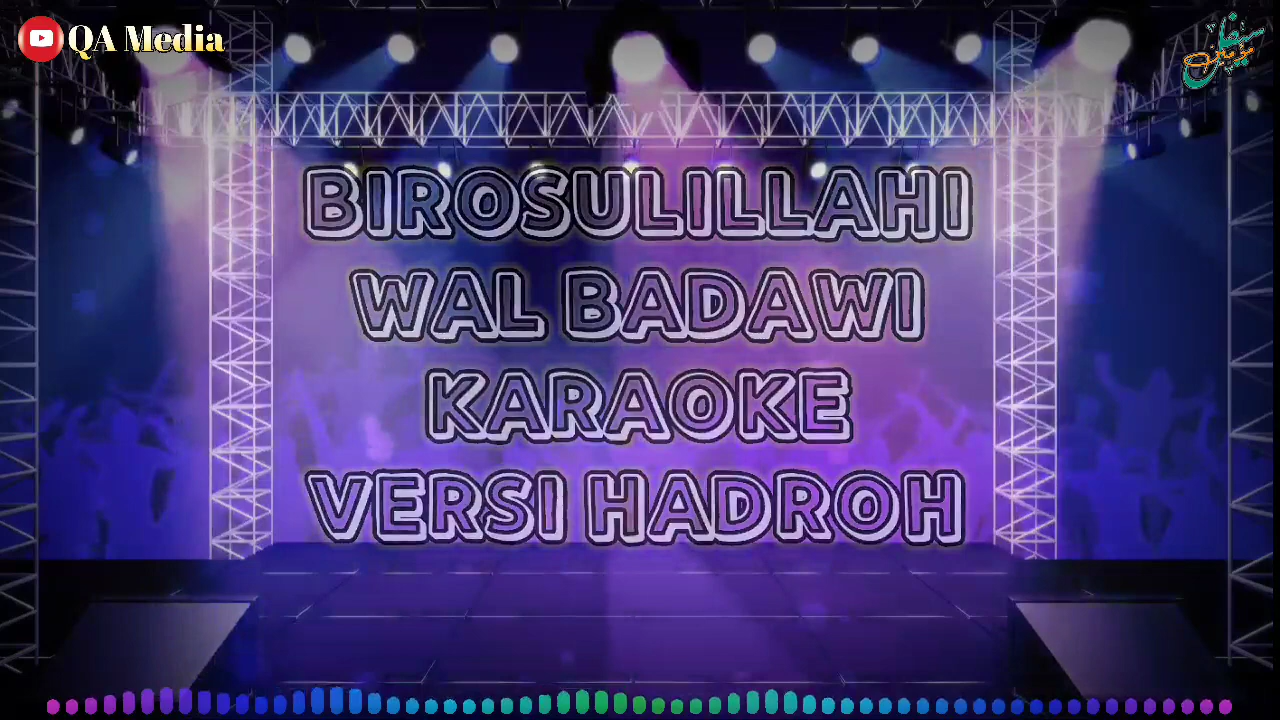 QA Media
BIROSULILLAHI
WAL BADAWI
KARAOKE
VERSI HADROH